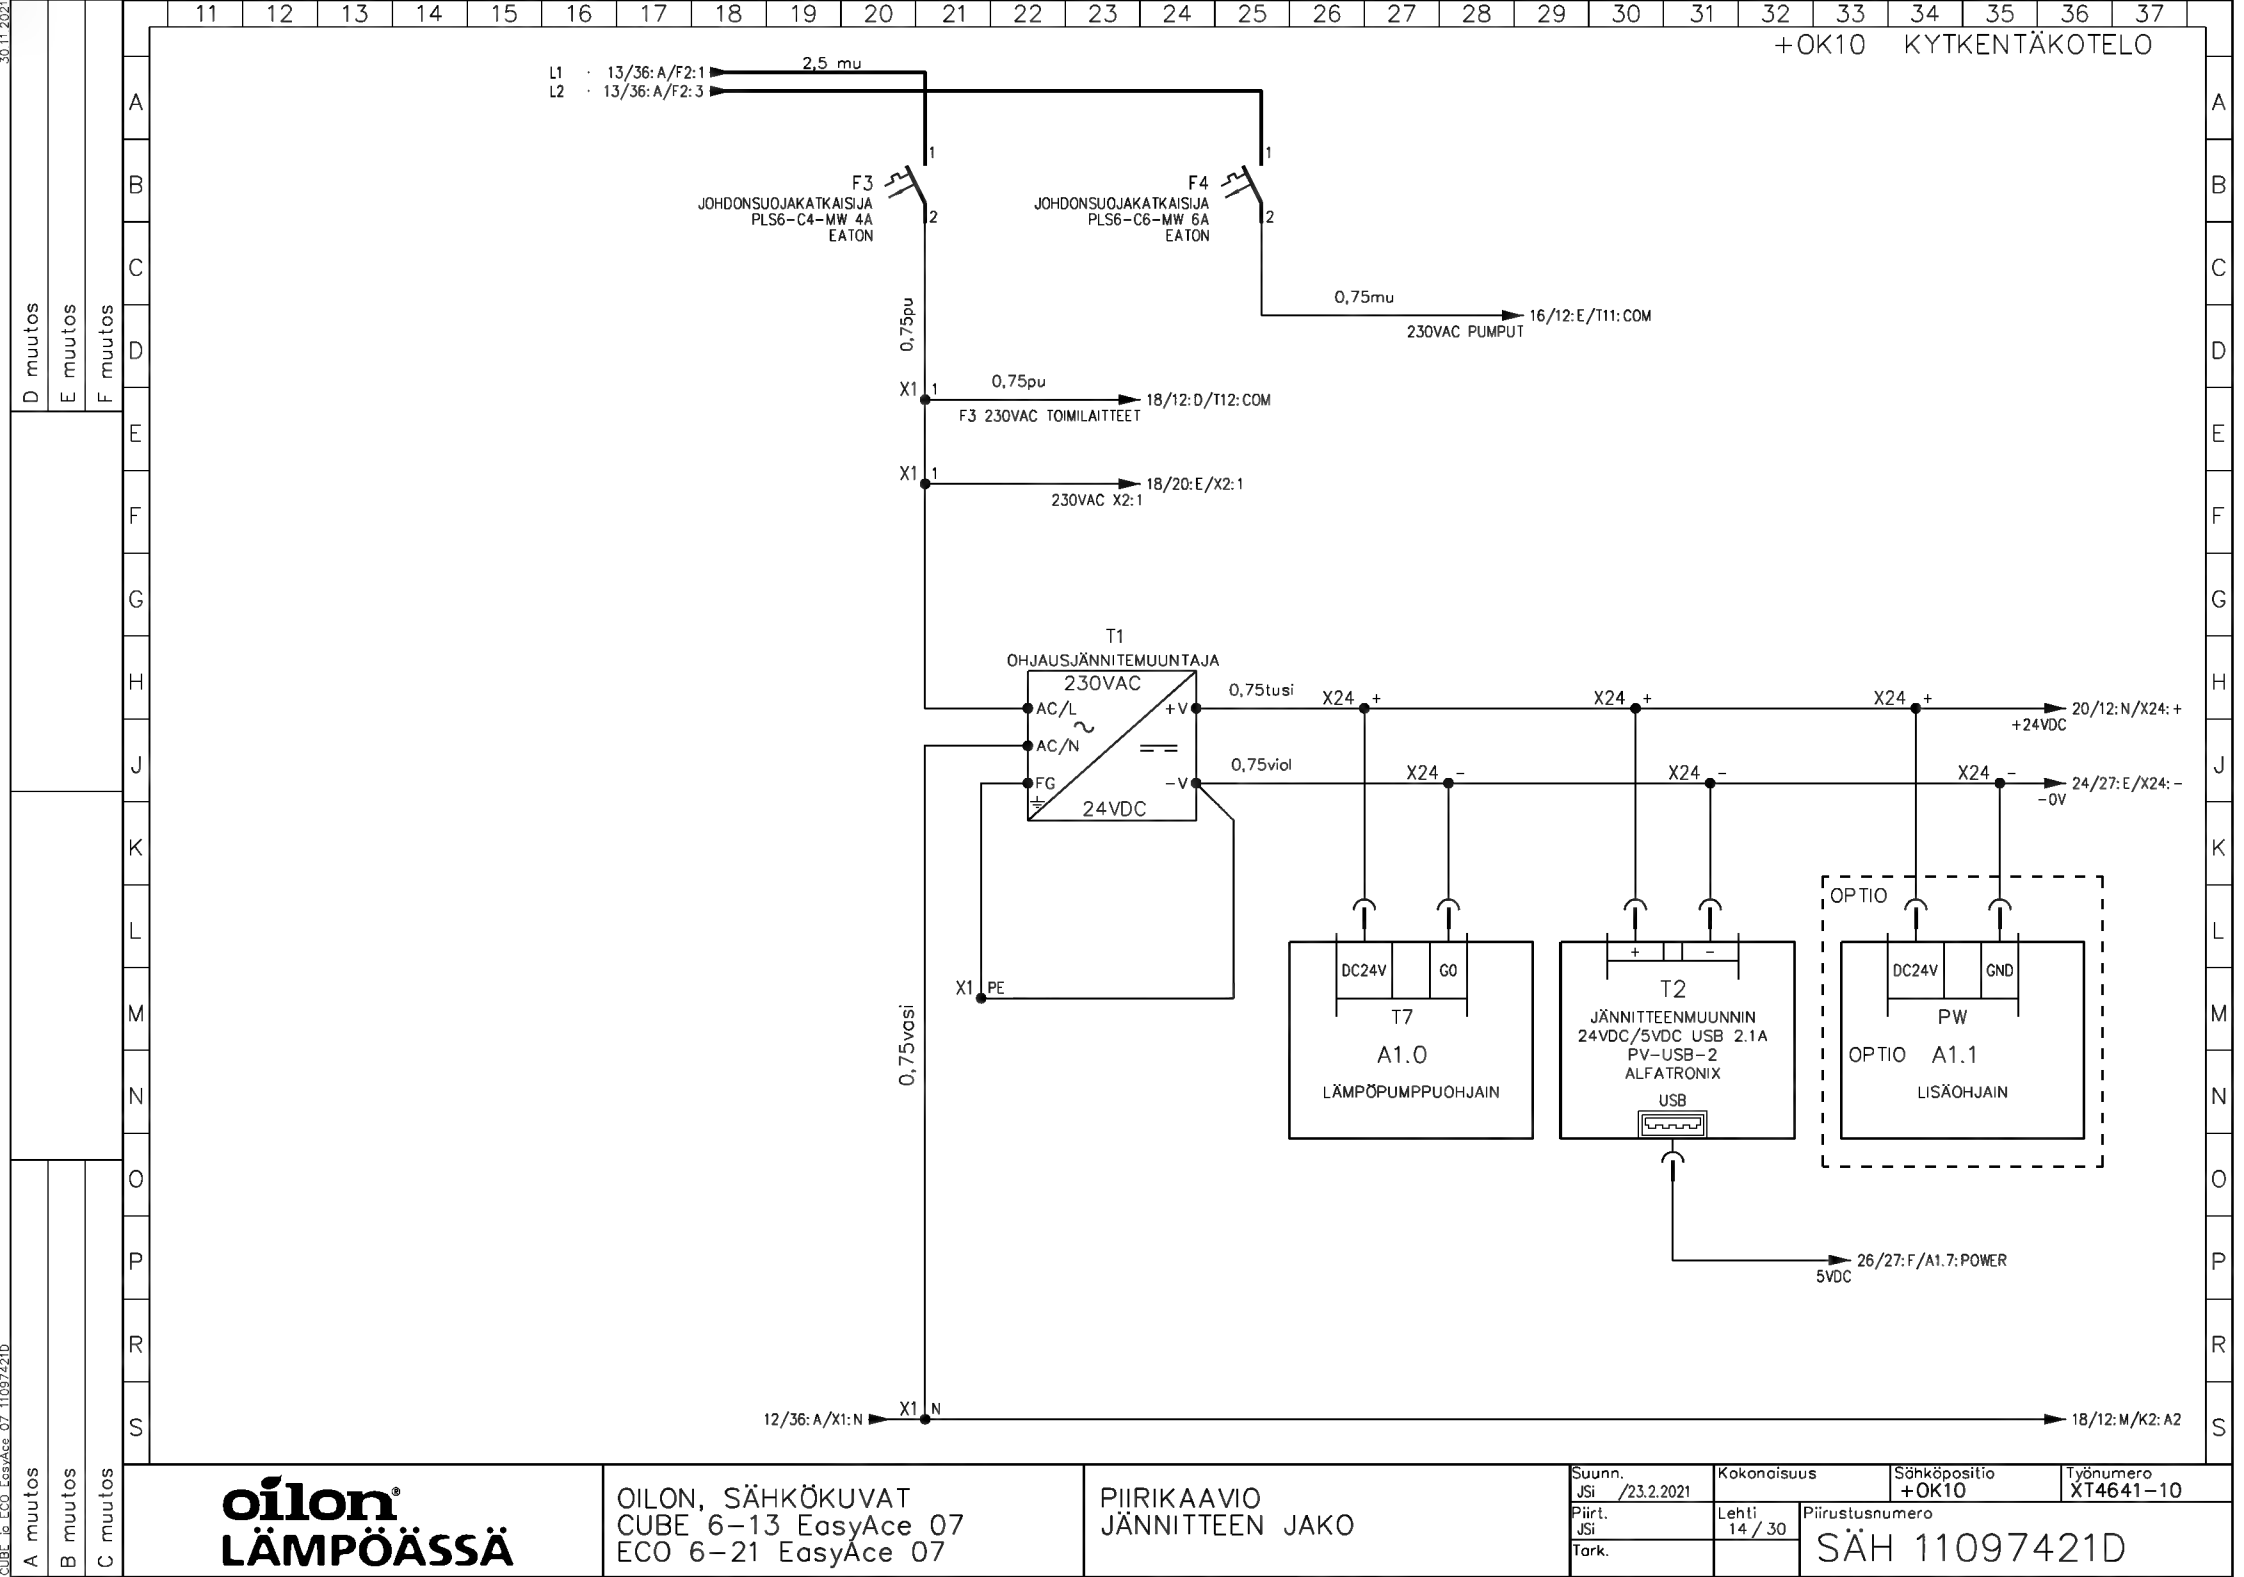 11 12 13 14 15 16 17 18 19 20 21 22 23 24 25 26 27 28 29 30 31 32 33 34 35 36 37
+OK10 KYTKENTÄKOTELO
30.11.2021
L1 · 13/36:A/F2:1
2,5 mu
L2 · 13/36:A/F2:3
A
A
B
B
C
C
D
D
E
E
F
F
G
G
H
H
J
J
K
K
L
L
M
M
N
N
O
O
P
P
R
R
S
S
1
F3
JOHDONSUOJAKATKAISIJA
PLS6-C4-MW 4A
EATON
2
1
F4
JOHDONSUOJAKATKAISIJA
PLS6-C6-MW 6A
EATON
2
0,75pu
0,75mu
16/12:E/T11:COM
230VAC PUMPUT
X1 1
0,75pu
18/12:D/T12:COM
F3 230VAC TOIMILAITTEET
X1 1
18/20:E/X2:1
230VAC X2:1
T1
OHJAUSJÄNNITEMUUNTAJA
230VAC
AC/L
AC/N
FG
+V
-V
24VDC
0,75tusi
X24 +
X24 +
X24 +
20/12:N/X24:+
+24VDC
0,75viol
X24 -
X24 -
X24 -
24/27:E/X24:-
-0V
X1 PE
0,75vasi
DC24V G0
T7
A1.0
LÄMPÖPUMPPUOHJAIN
+ -
T2
JÄNNITTEENMUUNNIN
24VDC/5VDC USB 2.1A
PV-USB-2
ALFATRONIX
USB
OPTIO
DC24V GND
PW
OPTIO A1.1
LISÄOHJAIN
26/27:F/A1.7:POWER
5VDC
12/36:A/X1:N
X1 N
18/12:M/K2:A2
D muutos
E muutos
F muutos
A muutos
B muutos
C muutos
CUBE ja ECO EasyAce 07 11097421D
oilon®
LÄMPÖÄSSÄ
OILON, SÄHKÖKUVAT
CUBE 6-13 EasyAce 07
ECO 6-21 EasyAce 07
PIIRIKAAVIO
JÄNNITTEEN JAKO
Suunn.
JSi /23.2.2021
Piirt.
JSi
Tark.
Kokonaisuus
Lehti
14 / 30
Sähköpositio
+OK10
Työnumero
XT4641-10
Piirustusnumero
SÄH 11097421D